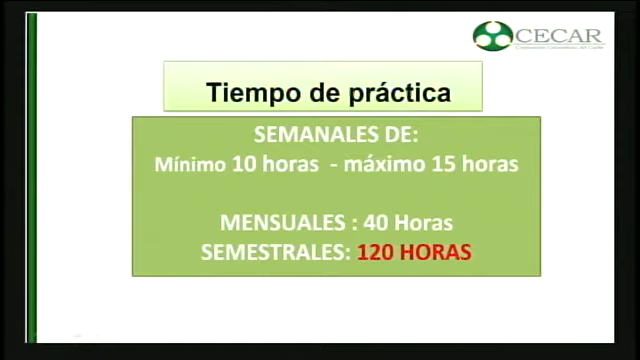 CECAR
Tiempo de práctica
SEMANALES DE:
Mínimo 10 horas - máximo 15 horas
MENSUALES : 40 Horas
SEMESTRALES: 120 HORAS